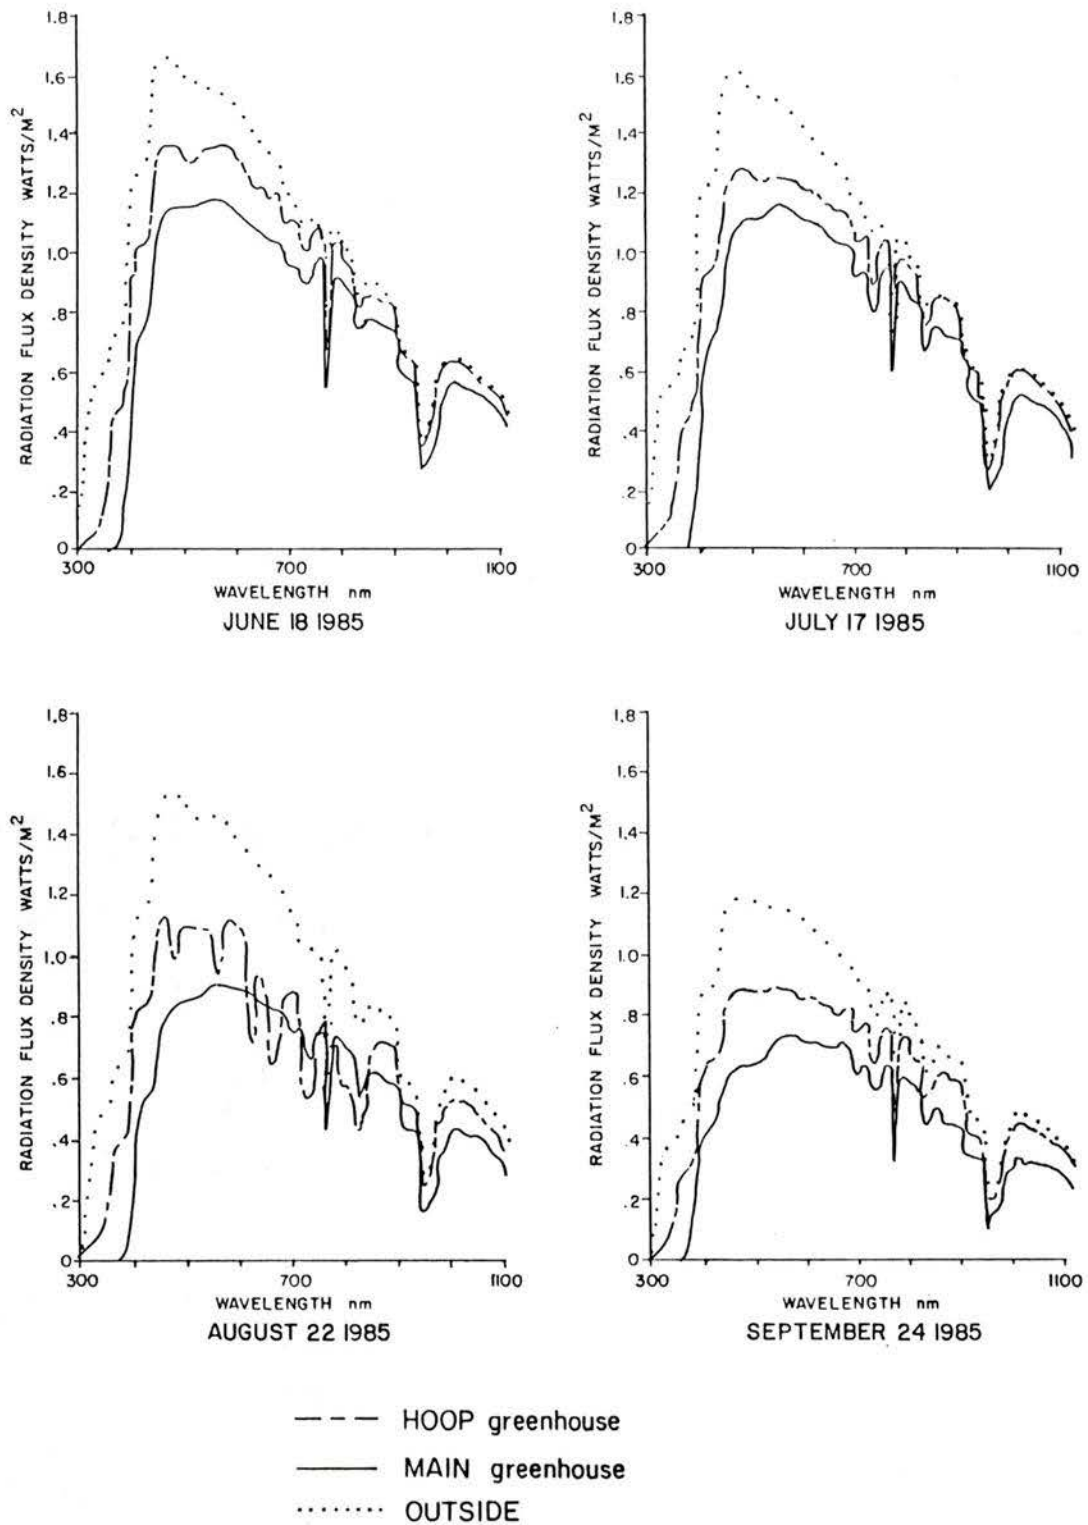 RADIATION FLUX DENSITY WATTS/M²
1.8
1.6
1.4
1.2
1.0
.8
.6
.4
.2
0
300 700 1100
WAVELENGTH nm
JUNE 18 1985
RADIATION FLUX DENSITY WATTS/M²
1.8
1.6
1.4
1.2
1.0
.8
.6
.4
.2
0
300 700 1100
WAVELENGTH nm
JULY 17 1985
RADIATION FLUX DENSITY WATTS/M²
1.8
1.6
1.4
1.2
1.0
.8
.6
.4
.2
0
300 700 1100
WAVELENGTH nm
AUGUST 22 1985
RADIATION FLUX DENSITY WATTS/M²
1.8
1.6
1.4
1.2
1.0
.8
.6
.4
.2
0
300 700 1100
WAVELENGTH nm
SEPTEMBER 24 1985
HOOP greenhouse
MAIN greenhouse
OUTSIDE